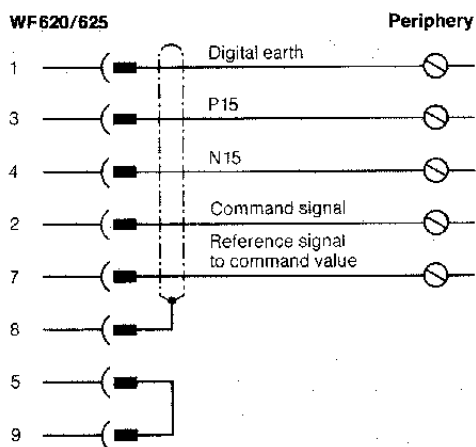 WF620/625 Periphery
1 Digital earth
3 P15
4 N15
2 Command signal
Reference signal
7 to command value
8
5
9